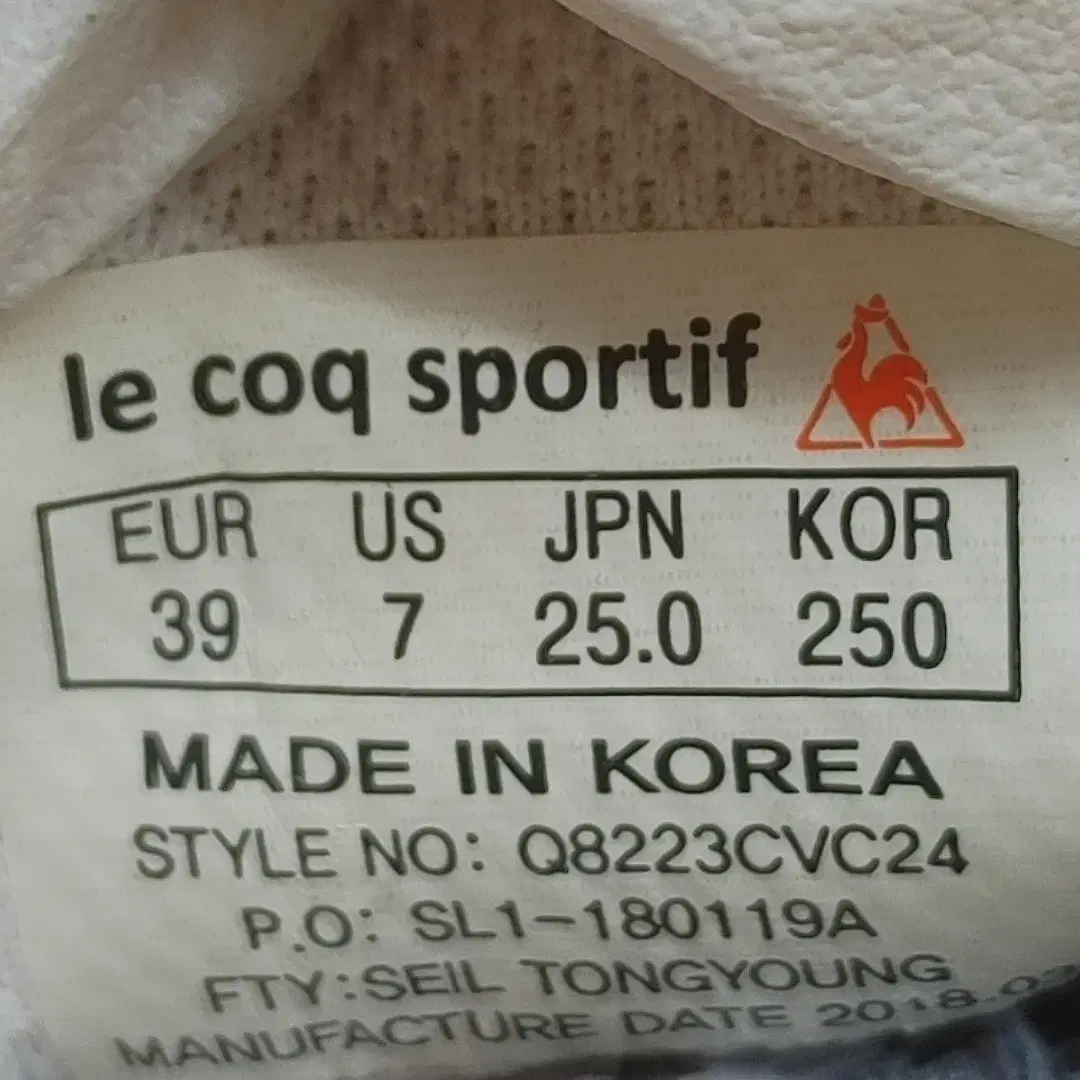 le coq sportif
EUR US JPN KOR
39 7 25.0 250
MADE IN KOREA
STYLE NO: Q8223CVC24
P.O: SL1-180119A
FTY:SEIL TONGYOUNG
MANUFACTURE DATE